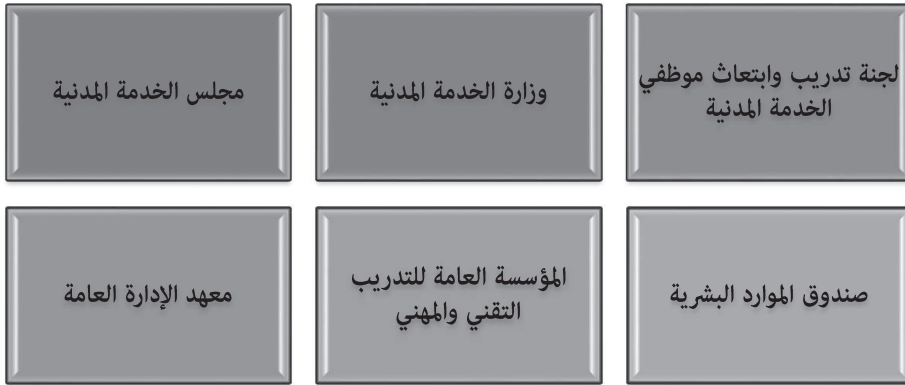 لجنة تدريب وابتعاث موظفي
الخدمة المدنية
وزارة الخدمة المدنية
مجلس الخدمة المدنية
صندوق الموارد البشرية
المؤسسة العامة للتدريب
التقني والمهني
معهد الإدارة العامة